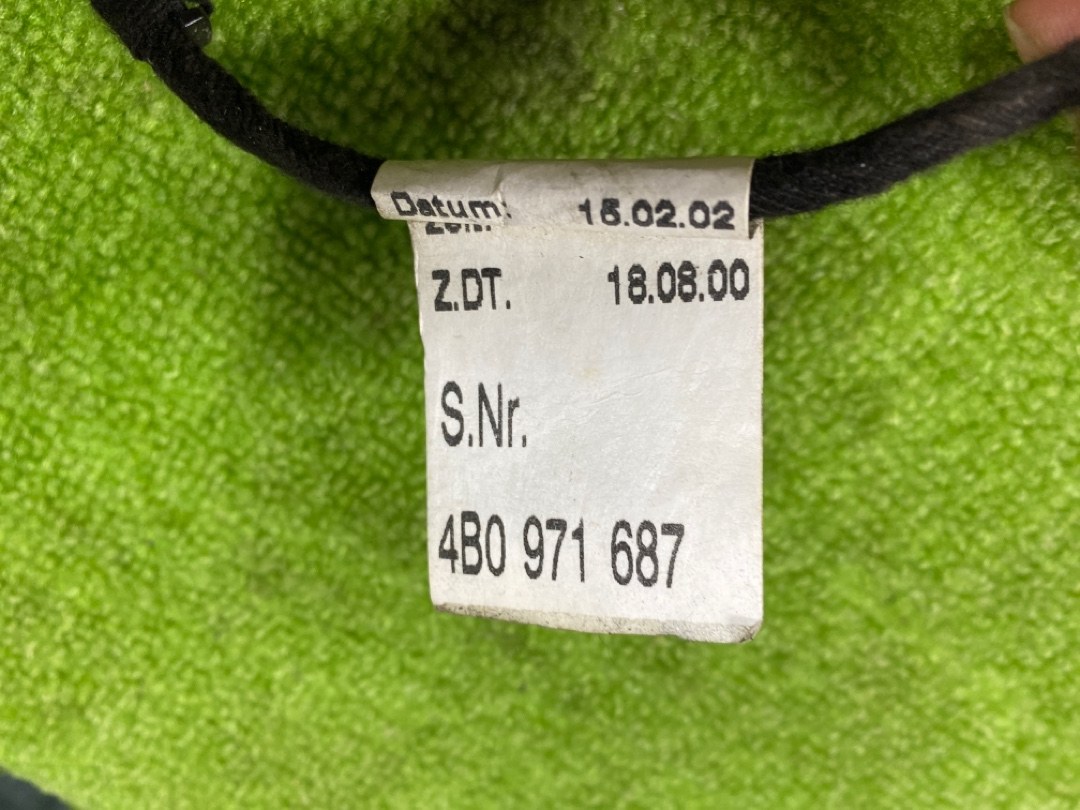 Datum: 15.02.02
Z.DT. 18.08.00
S.Nr.
4B0 971 687